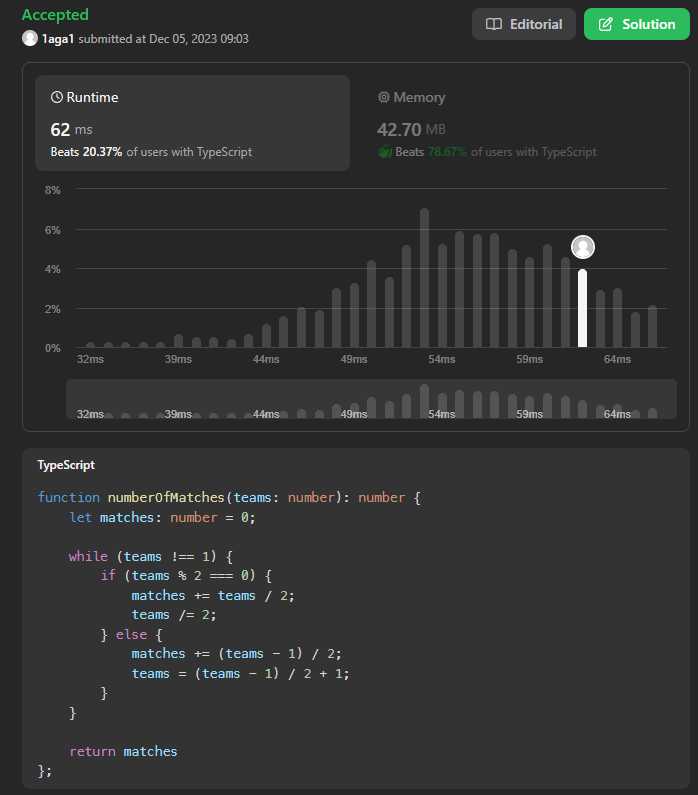 Accepted
1aga1 submitted at Dec 05, 2023 09:03
Editorial
Solution
Runtime
62 ms
Beats 20.37% of users with TypeScript
Memory
42.70 MB
Beats 78.67% of users with TypeScript
8%
6%
4%
2%
0%
32ms 39ms 44ms 49ms 54ms 59ms 64ms
32ms 39ms 44ms 49ms 54ms 59ms 64ms
TypeScript
function numberOfMatches(teams: number): number {
    let matches: number = 0;

    while (teams !== 1) {
        if (teams % 2 === 0) {
            matches += teams / 2;
            teams /= 2;
        } else {
            matches += (teams - 1) / 2;
            teams = (teams - 1) / 2 + 1;
        }
    }

    return matches
};